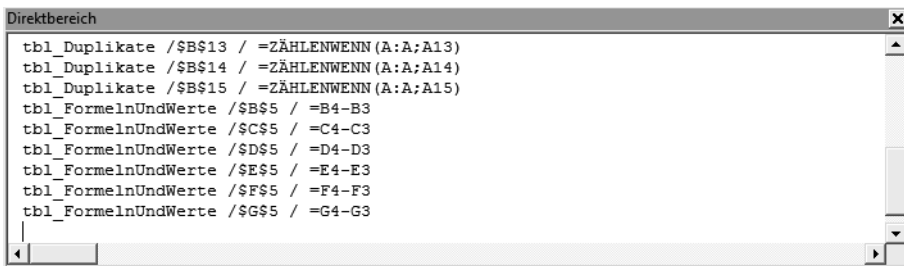 Direktbereich
tbl_Duplikate /$B$13 / =ZÄHLENWENN(A:A;A13)
tbl_Duplikate /$B$14 / =ZÄHLENWENN(A:A;A14)
tbl_Duplikate /$B$15 / =ZÄHLENWENN(A:A;A15)
tbl_FormelnUndWerte /$B$5 / =B4-B3
tbl_FormelnUndWerte /$C$5 / =C4-C3
tbl_FormelnUndWerte /$D$5 / =D4-D3
tbl_FormelnUndWerte /$E$5 / =E4-E3
tbl_FormelnUndWerte /$F$5 / =F4-F3
tbl_FormelnUndWerte /$G$5 / =G4-G3